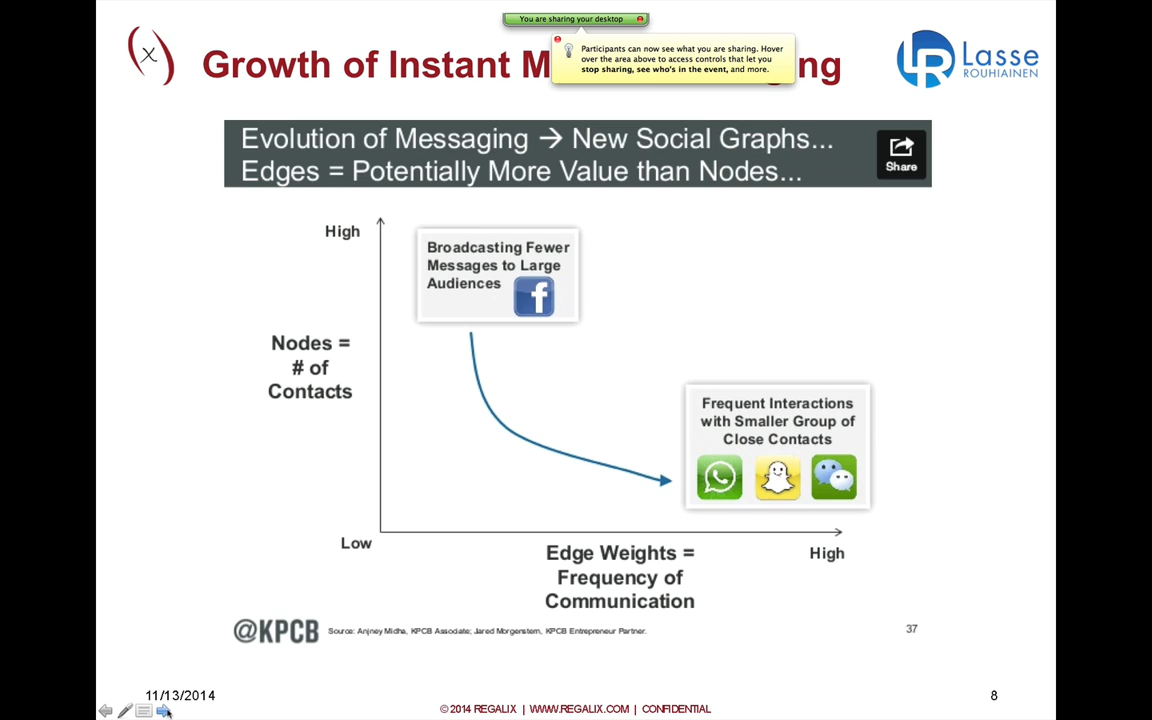 You are sharing your desktop
Participants can now see what you are sharing. Hover
over the area above to access controls that let you
stop sharing, see who's in the event, and more.
Growth of Instant M ng
Lasse
ROUHIAINEN
Evolution of Messaging → New Social Graphs...
Edges = Potentially More Value than Nodes...
Share
High
Broadcasting Fewer
Messages to Large
Audiences
Nodes =
# of
Contacts
Frequent Interactions
with Smaller Group of
Close Contacts
Low
Edge Weights =
Frequency of
Communication
High
@KPCB
Source: Anjney Midha, KPCB Associate; Jared Morgenstern, KPCB Entrepreneur Partner.
37
11/13/2014
8
© 2014 REGALIX | WWW.REGALIX.COM | CONFIDENTIAL